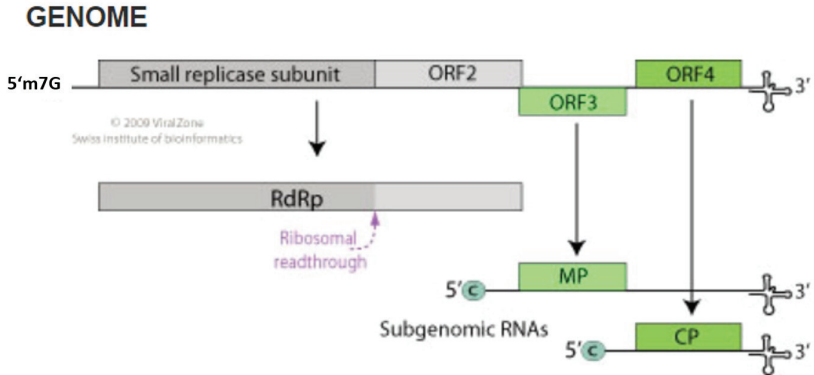 GENOME
Small replicase subunit
ORF2
ORF4
5'm7G
3'
ORF3
© 2009 ViralZone
Swiss Institute of bioinformatics
RdRp
Ribosomal
readthrough
MP
5' c
3'
Subgenomic RNAs
CP
5' c
3'